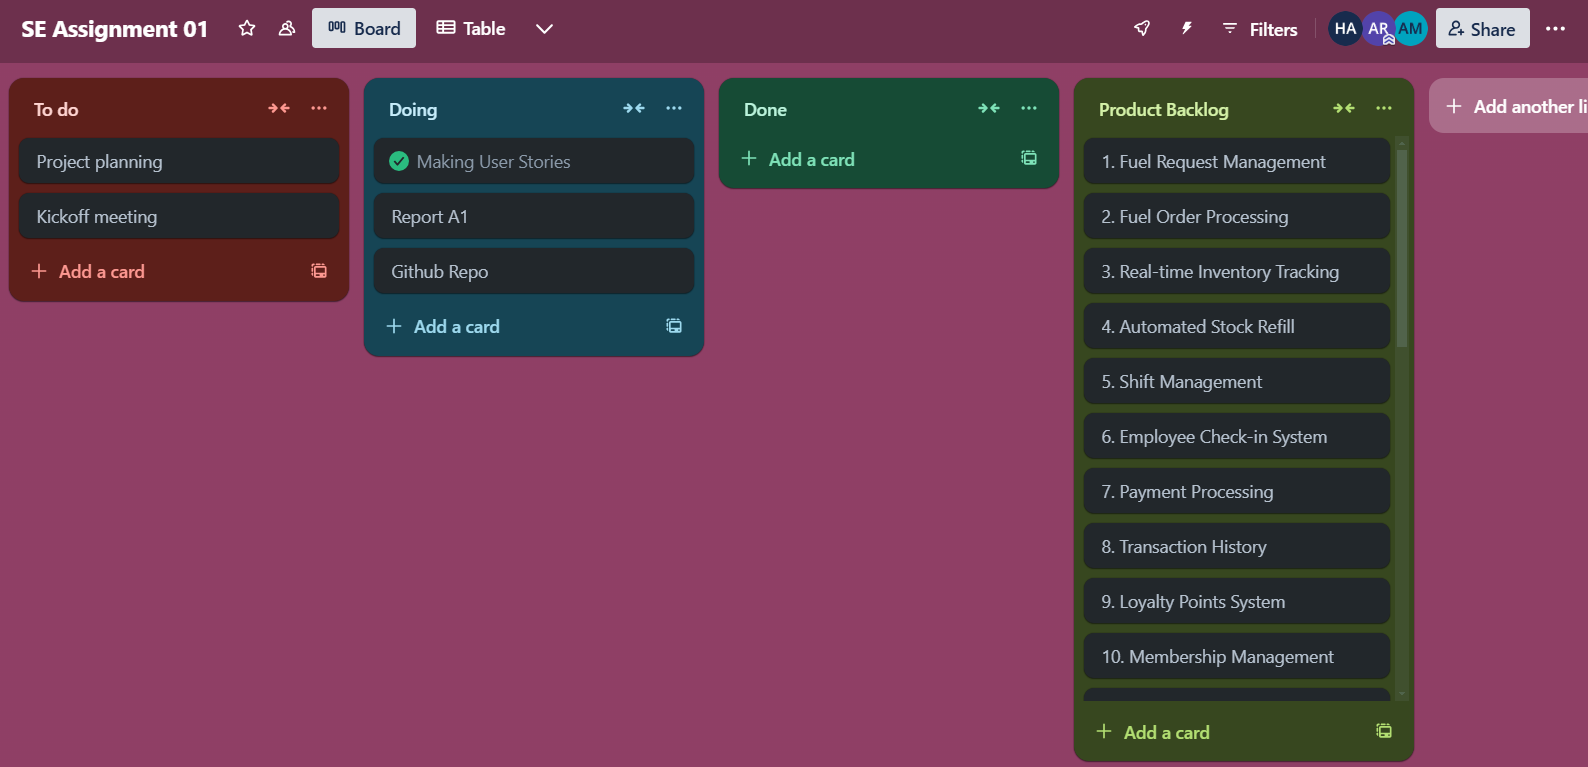 SE Assignment 01
Board
Table
Filters
HA
AR
AM
Share
To do
Project planning
Kickoff meeting
Add a card
Doing
Making User Stories
Report A1
Github Repo
Add a card
Done
Add a card
Product Backlog
1. Fuel Request Management
2. Fuel Order Processing
3. Real-time Inventory Tracking
4. Automated Stock Refill
5. Shift Management
6. Employee Check-in System
7. Payment Processing
8. Transaction History
9. Loyalty Points System
10. Membership Management
Add a card
Add another li